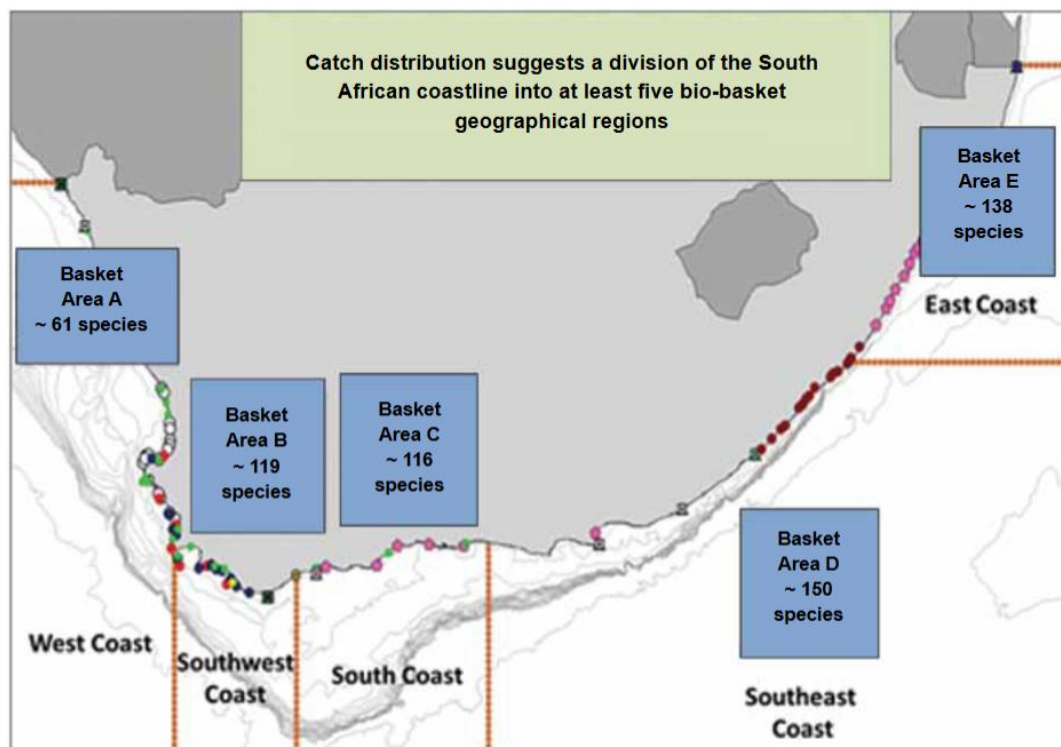 Catch distribution suggests a division of the South
African coastline into at least five bio-basket
geographical regions
Basket
Area E
~ 138
species
Basket
Area A
~ 61 species
East Coast
Basket
Area B
~ 119
species
Basket
Area C
~ 116
species
Basket
Area D
~ 150
species
West Coast
Southwest
Coast
South Coast
Southeast
Coast